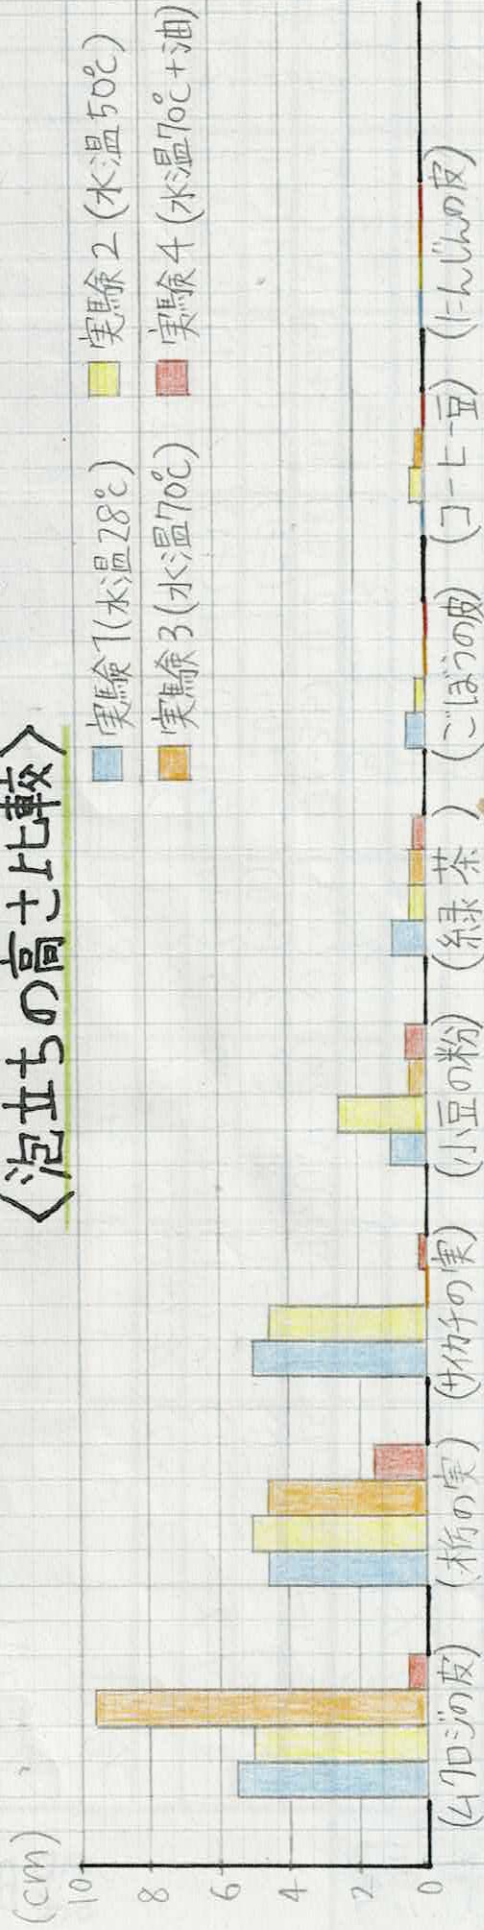 〈泡立ちの高さ比較〉
実験1(水温28℃)
実験2(水温50℃)
実験3(水温70℃)
実験4(水温70℃+油)
(cm)
10
8
6
4
2
0
(ムクロジの皮)
(栃の実)
(サイカチの実)
(小豆の粉)
(緑茶)
(ごぼうの皮)
(コーヒー豆)
(にんじんの皮)